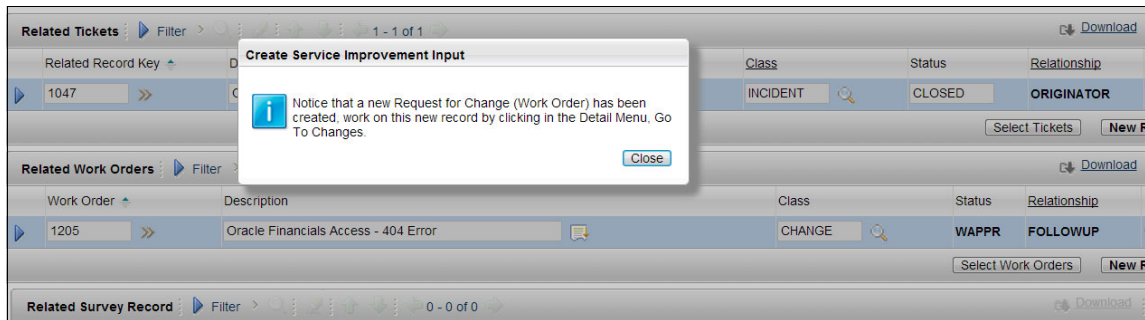 Related Tickets Filter 1 - 1 of 1 Download
Create Service Improvement Input
Related Record Key Class Status Relationship
1047 INCIDENT CLOSED ORIGINATOR
Notice that a new Request for Change (Work Order) has been
created, work on this new record by clicking in the Detail Menu, Go
To Changes.
Select Tickets New
Close
Related Work Orders Filter Download
Work Order Description Class Status Relationship
1205 Oracle Financials Access - 404 Error CHANGE WAPPR FOLLOWUP
Select Work Orders New
Related Survey Record Filter 0 - 0 of 0 Download